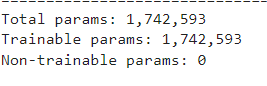 Total params: 1,742,593
Trainable params: 1,742,593
Non-trainable params: 0